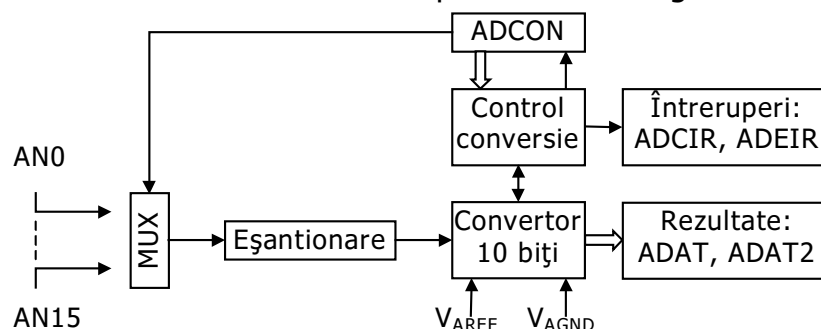 ADCON
Control
conversie
Întreruperi:
ADCIR, ADEIR
AN0
MUX
Eşantionare
Convertor
10 biţi
Rezultate:
ADAT, ADAT2
AN15
VAREF
VAGND